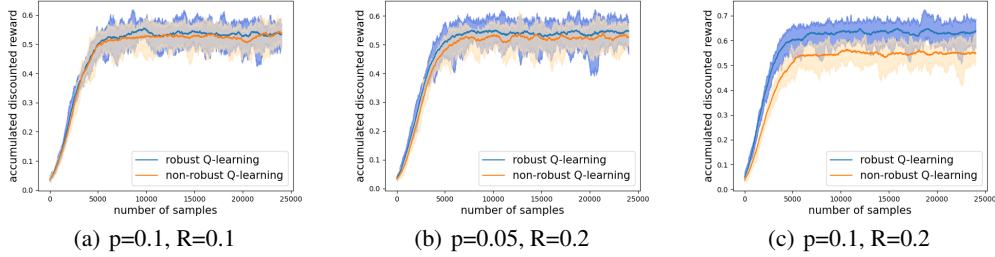 accumulated discounted reward
0.6
0.5
0.4
0.3
0.2
0.1
0.0
robust Q-learning
non-robust Q-learning
0 5000 10000 15000 20000 25000
number of samples
(a) p=0.1, R=0.1
accumulated discounted reward
0.6
0.5
0.4
0.3
0.2
0.1
0.0
robust Q-learning
non-robust Q-learning
0 5000 10000 15000 20000 25000
number of samples
(b) p=0.05, R=0.2
accumulated discounted reward
0.7
0.6
0.5
0.4
0.3
0.2
0.1
0.0
robust Q-learning
non-robust Q-learning
0 5000 10000 15000 20000 25000
number of samples
(c) p=0.1, R=0.2